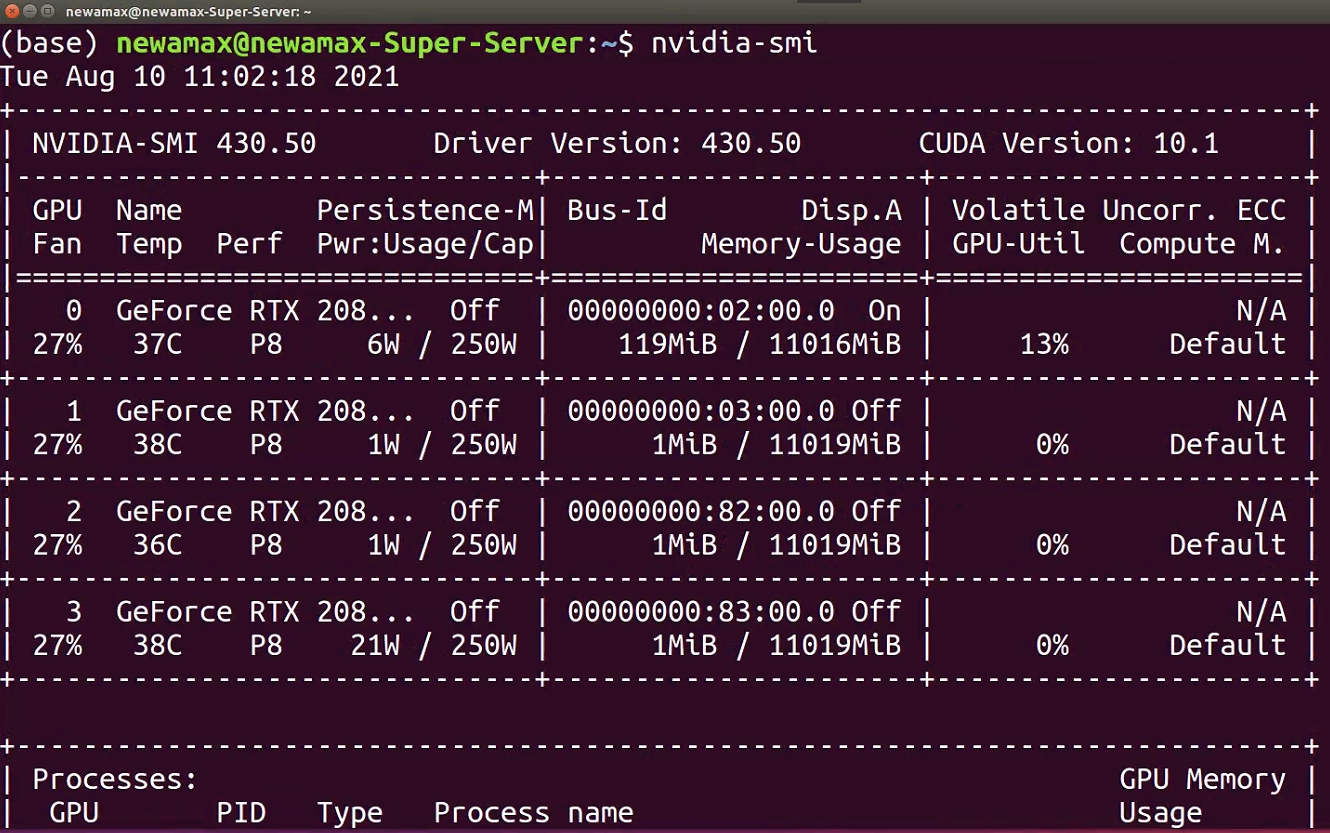 newamax@newamax-Super-Server: ~
(base) newamax@newamax-Super-Server:~$ nvidia-smi
Tue Aug 10 11:02:18 2021
+-----------------------------------------------------------------------------+
| NVIDIA-SMI 430.50       Driver Version: 430.50       CUDA Version: 10.1     |
|-------------------------------+----------------------+----------------------+
| GPU  Name        Persistence-M| Bus-Id        Disp.A | Volatile Uncorr. ECC |
| Fan  Temp  Perf  Pwr:Usage/Cap|         Memory-Usage | GPU-Util  Compute M. |
|===============================+======================+======================|
|   0  GeForce RTX 208...  Off  | 00000000:02:00.0  On |                  N/A |
| 27%   37C    P8     6W / 250W |    119MiB / 11016MiB |     13%      Default |
+-------------------------------+----------------------+----------------------+
|   1  GeForce RTX 208...  Off  | 00000000:03:00.0 Off |                  N/A |
| 27%   38C    P8     1W / 250W |      1MiB / 11019MiB |      0%      Default |
+-------------------------------+----------------------+----------------------+
|   2  GeForce RTX 208...  Off  | 00000000:82:00.0 Off |                  N/A |
| 27%   36C    P8     1W / 250W |      1MiB / 11019MiB |      0%      Default |
+-------------------------------+----------------------+----------------------+
|   3  GeForce RTX 208...  Off  | 00000000:83:00.0 Off |                  N/A |
| 27%   38C    P8    21W / 250W |      1MiB / 11019MiB |      0%      Default |
+-------------------------------+----------------------+----------------------+
+-----------------------------------------------------------------------------+
| Processes:                                                       GPU Memory |
|  GPU       PID   Type   Process name                             Usage      |